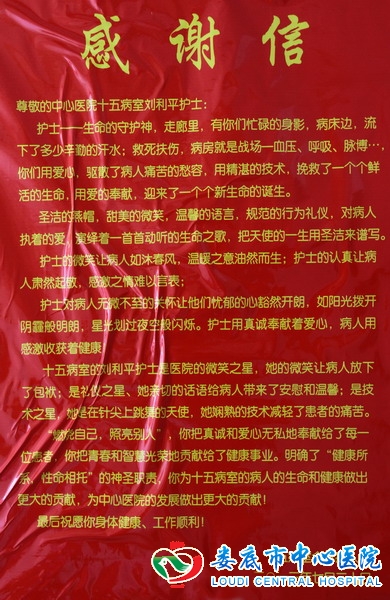 感谢信
尊敬的中心医院十五病室刘利平护士：
护士——生命的守护神，走廊里，有你们忙碌的身影，病床边，流
下了多少辛勤的汗水；救死扶伤，病房就是战场—血压、呼吸、脉博…，
你们用爱心，驱散了病人痛苦的愁容，用精湛的技术，挽救了一个个鲜
活的生命，用爱的奉献，迎来了一个个新生命的诞生。
圣洁的燕帽，甜美的微笑，温馨的语言，规范的行为礼仪，对病人
执着的爱，演绎着一首首动听的生命之歌，把天使的一生用圣洁来谱写。
护士的微笑让病人如沐春风，温暖之意油然而生；护士的认真让病
人肃然起敬，感激之情难以言表；
护士对病人无微不至的关怀让他们忧郁的心豁然开朗，如阳光拨开
阴霾般明朗，星光划过夜空般闪烁。护士用真诚奉献着爱心，病人用
感激收获着健康。
十五病室的刘利平护士是医院的微笑之星，她的微笑让病人放下
了包袱；是礼仪之星、她亲切的话语给病人带来了安慰和温馨；是技
术之星，她是在针尖上跳舞的天使，她娴熟的技术减轻了患者的痛苦。
“燃烧自己，照亮别人”，你把真诚和爱心无私地奉献给了每一
位患者，你把青春和智慧光荣地贡献给了健康事业。明确了“健康所
系，性命相托”的神圣职责，你为十五病室的病人的生命和健康做出
更大的贡献，为中心医院的发展做出更大的贡献！
最后祝愿你身体健康、工作顺利！
娄底市中心医院
LOUDI CENTRAL HOSPITAL